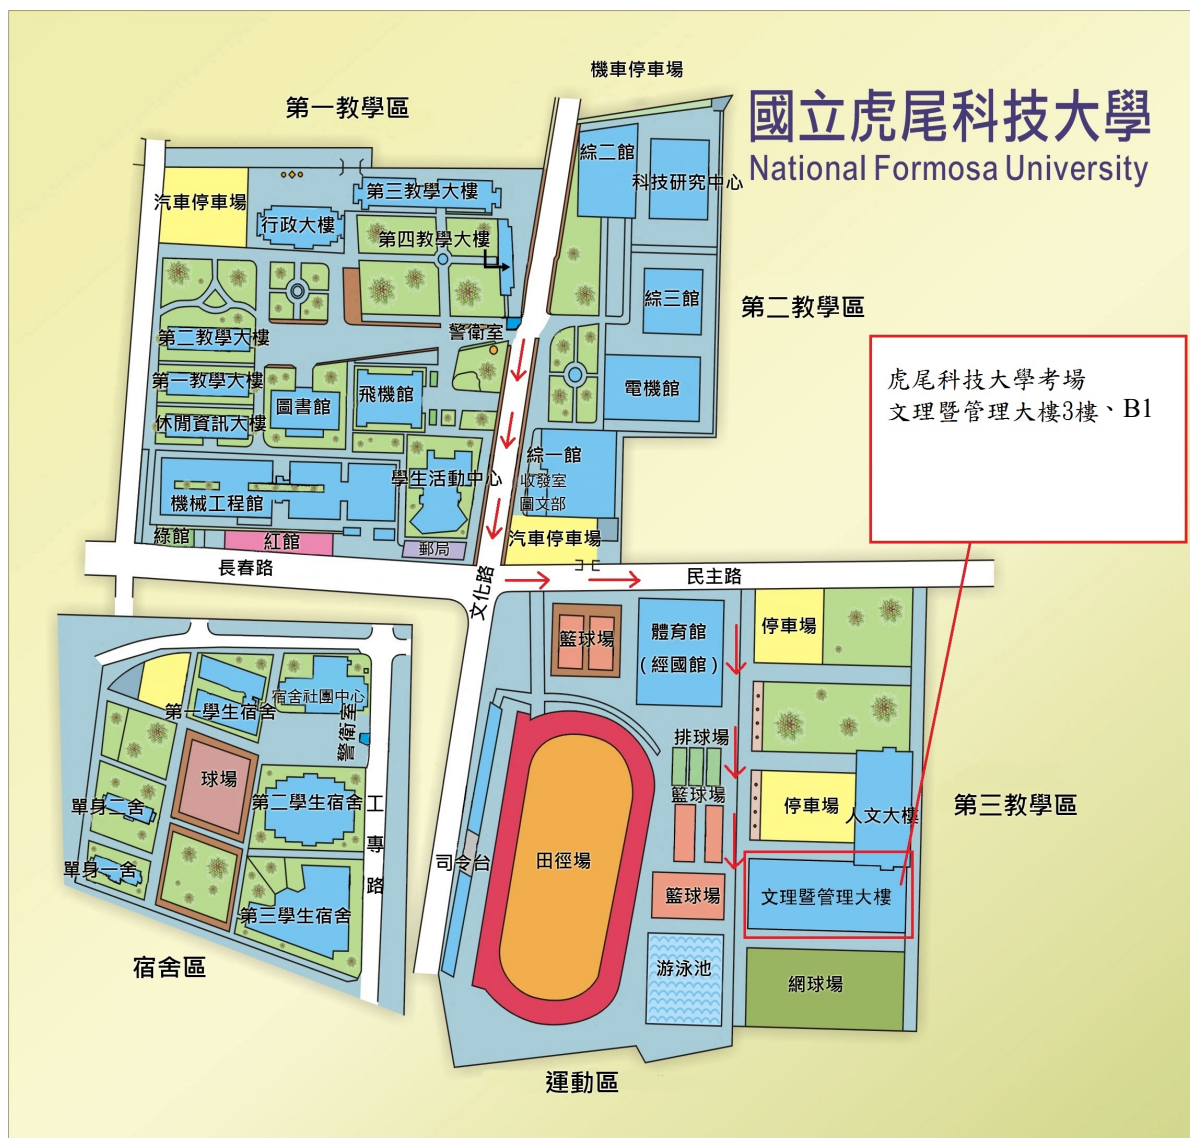 機車停車場
第一教學區
國立虎尾科技大學
National Formosa University
綜二館
科技研究中心
第三教學大樓
汽車停車場
行政大樓
第四教學大樓
綜三館
第二教學區
警衛室
第二教學大樓
第一教學大樓
圖書館
飛機館
電機館
休閒資訊大樓
虎尾科技大學考場
文理暨管理大樓3樓、B1
綜一館
收發室
圖文部
學生活動中心
機械工程館
綠館
紅館
郵局
汽車停車場
長春路
文化路
民主路
籃球場
體育館
(經國館)
停車場
宿舍社團中心
第一學生宿舍
警衛室
排球場
籃球場
球場
第二學生宿舍
工專路
單身二舍
單身一舍
停車場
人文大樓
第三教學區
司令台
田徑場
籃球場
文理暨管理大樓
第三學生宿舍
宿舍區
游泳池
網球場
運動區